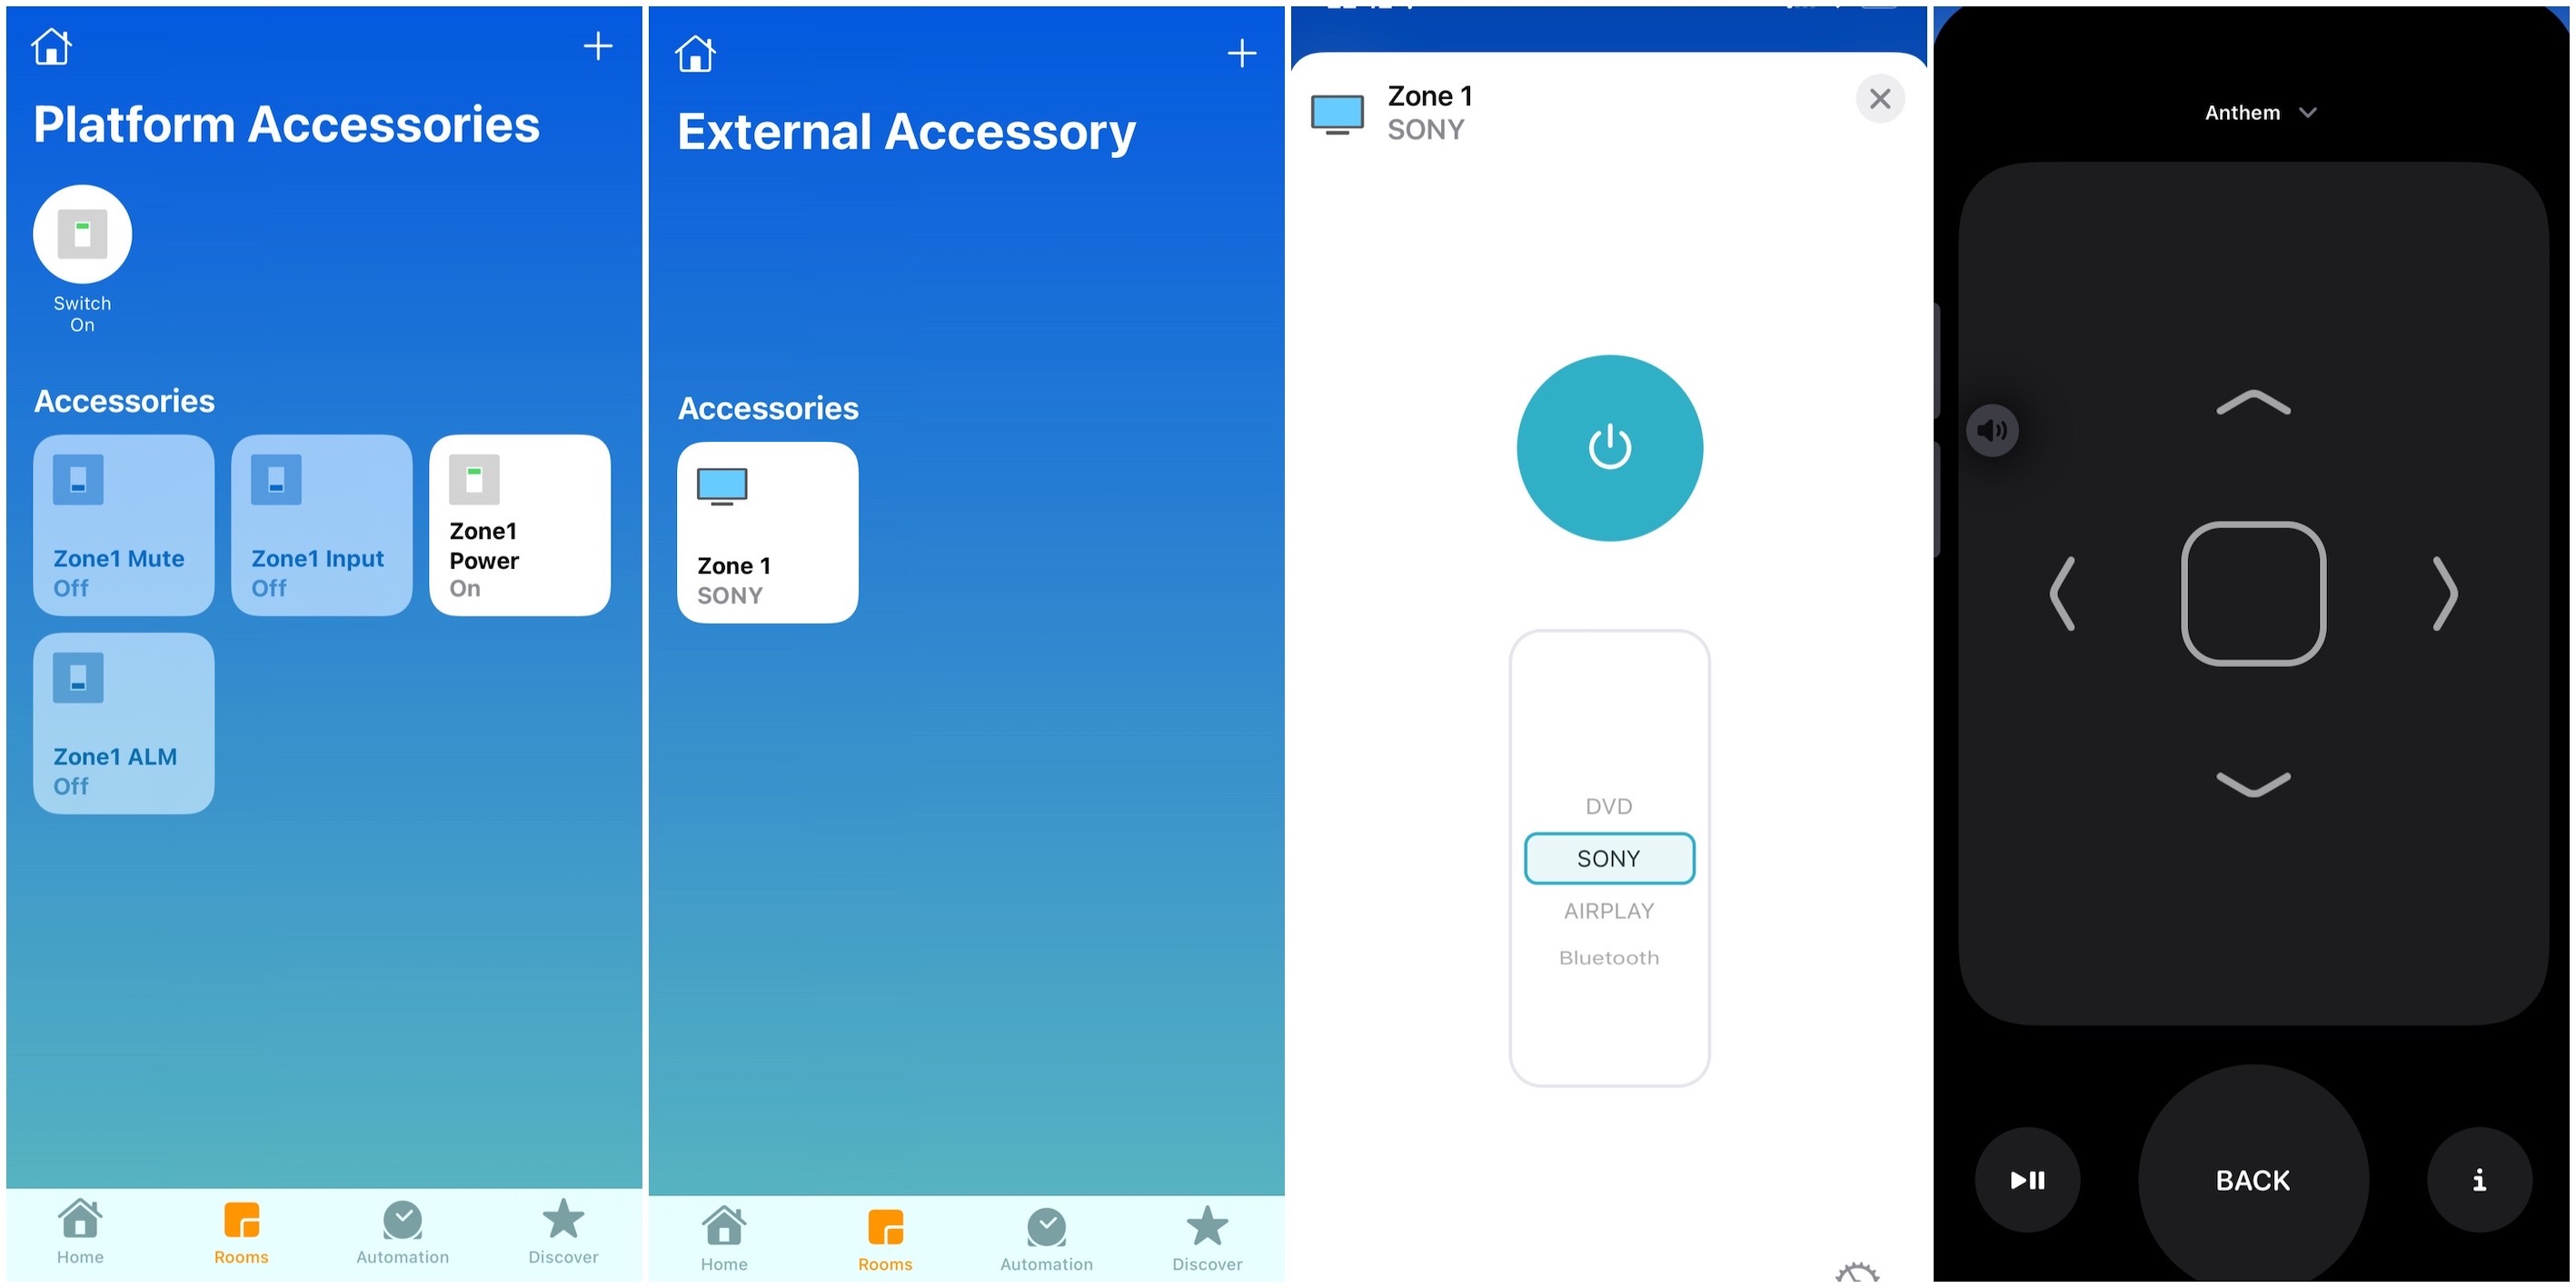 Platform Accessories
Switch
On
Accessories
Zone1 Mute
Off
Zone1 Input
Off
Zone1
Power
On
Zone1 ALM
Off
Home
Rooms
Automation
Discover
External Accessory
Accessories
Zone 1
SONY
Home
Rooms
Automation
Discover
Zone 1
SONY
DVD
SONY
AIRPLAY
Bluetooth
Anthem
BACK
i